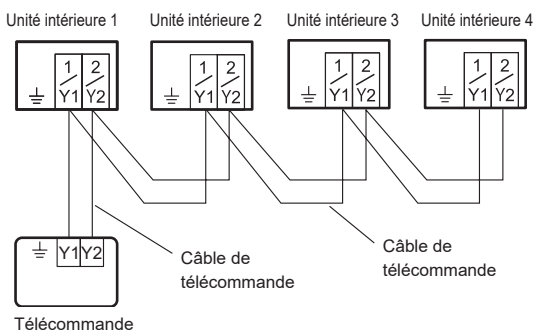 Unité intérieure 1
Unité intérieure 2
Unité intérieure 3
Unité intérieure 4
1 2
Y1 Y2
1 2
Y1 Y2
1 2
Y1 Y2
1 2
Y1 Y2
Y1 Y2
Câble de
télécommande
Câble de
télécommande
Télécommande